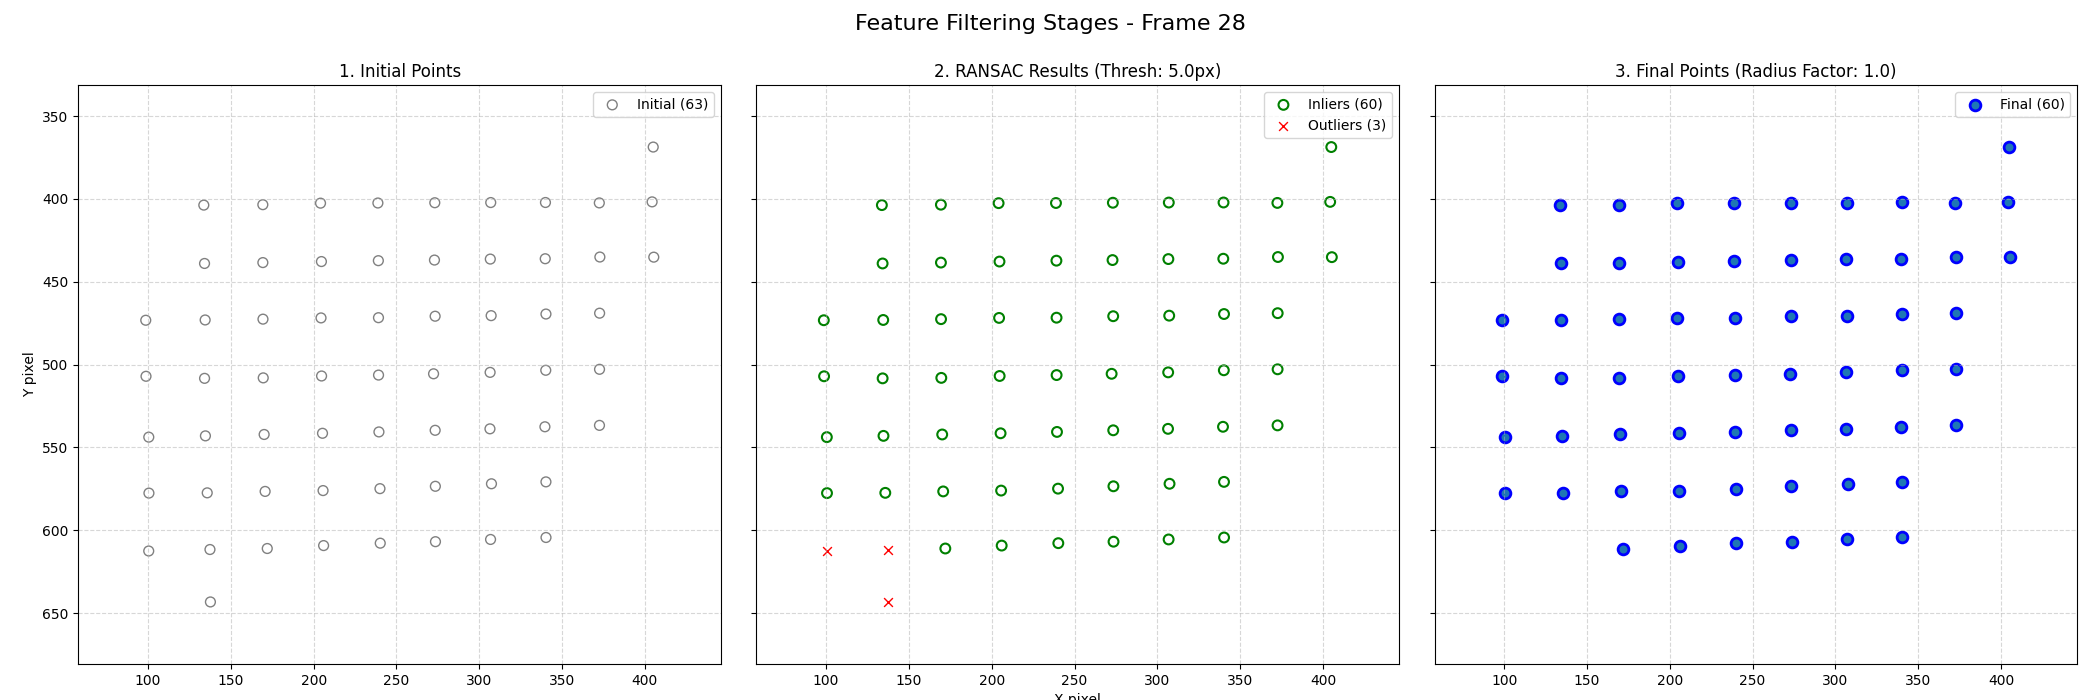 Feature Filtering Stages - Frame 28
1. Initial Points
Initial (63)
350
400
450
500
550
600
650
Y pixel
100
150
200
250
300
350
400
2. RANSAC Results (Thresh: 5.0px)
Inliers (60)
Outliers (3)
100
150
200
250
300
350
400
X pixel
3. Final Points (Radius Factor: 1.0)
Final (60)
100
150
200
250
300
350
400